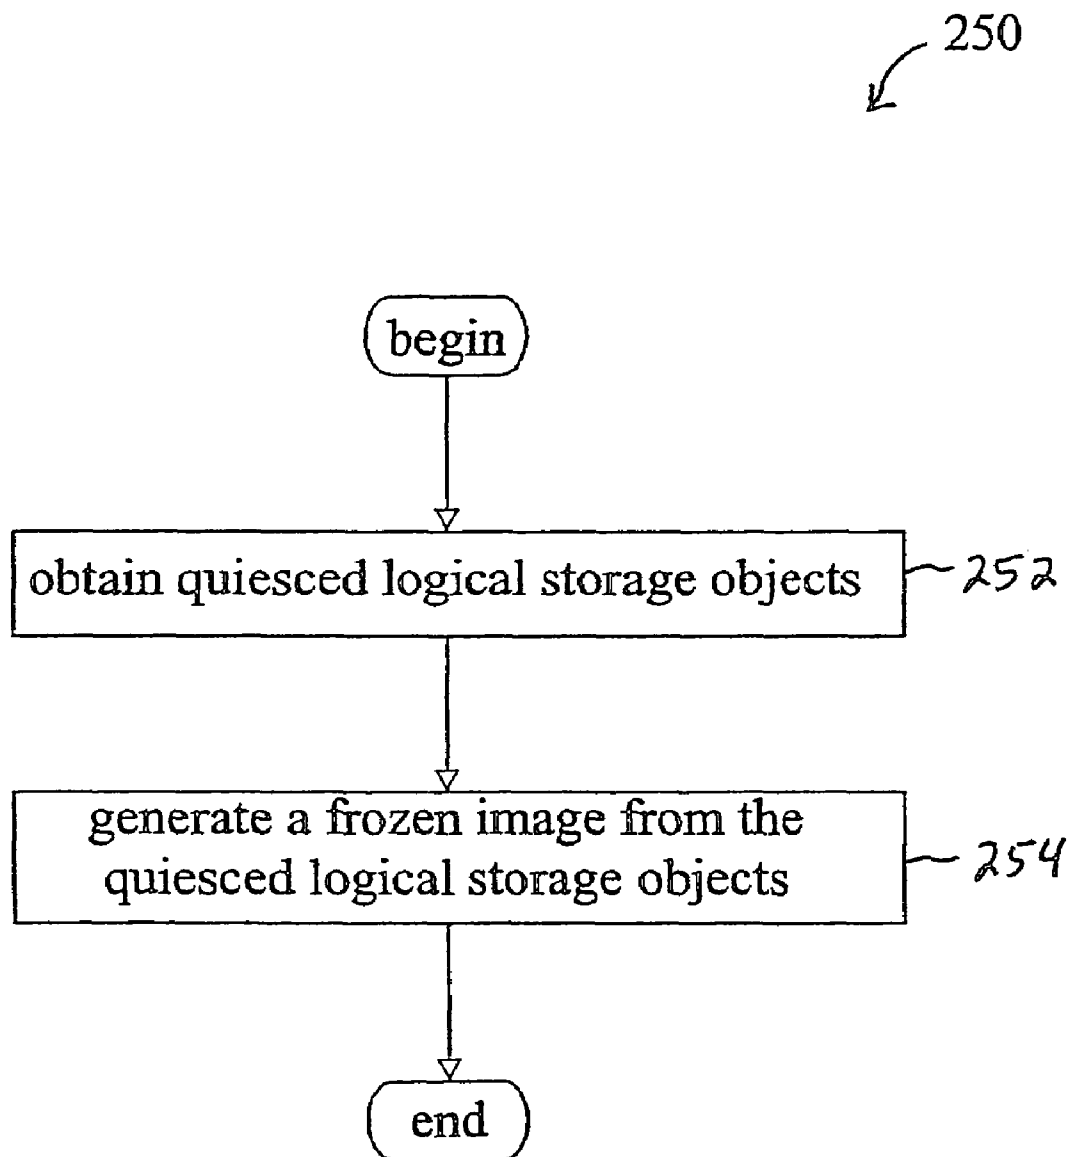 250
begin
obtain quiesced logical storage objects
252
generate a frozen image from the
quiesced logical storage objects
254
end